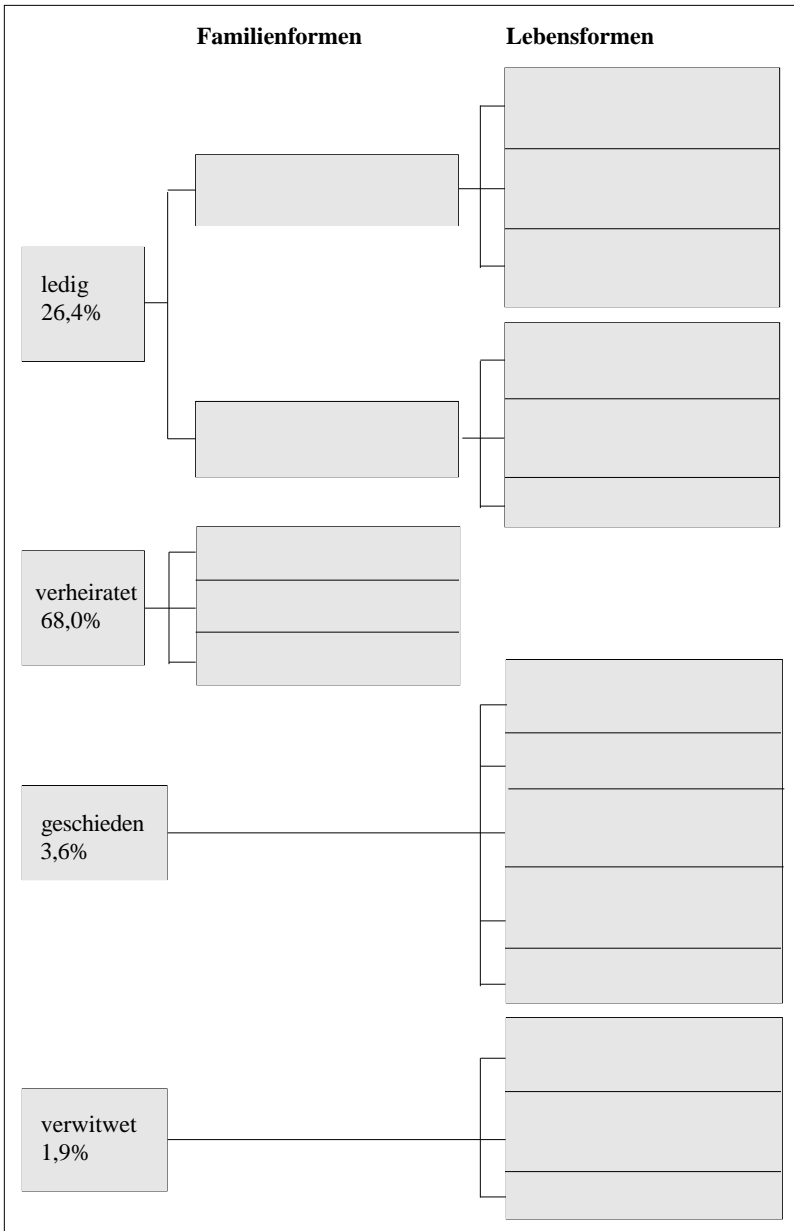 Familienformen
Lebensformen
ledig
26,4%
verheiratet
68,0%
geschieden
3,6%
verwitwet
1,9%